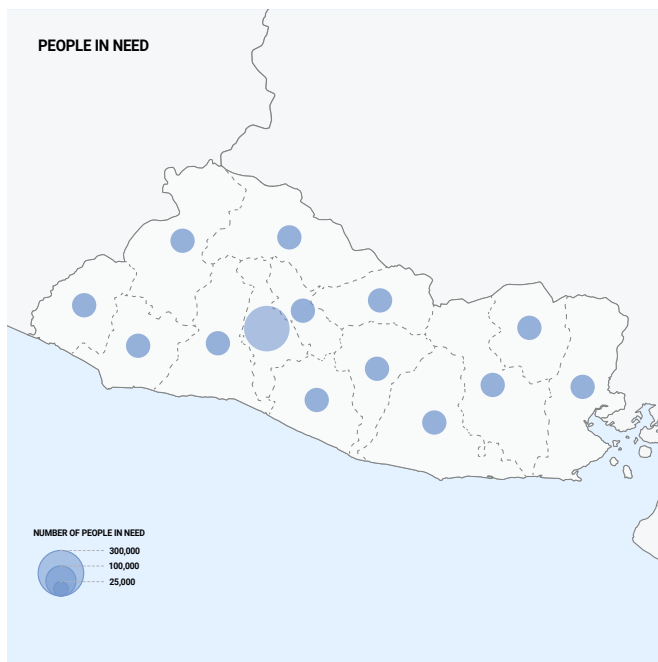 PEOPLE IN NEED
NUMBER OF PEOPLE IN NEED
300,000
100,000
25,000